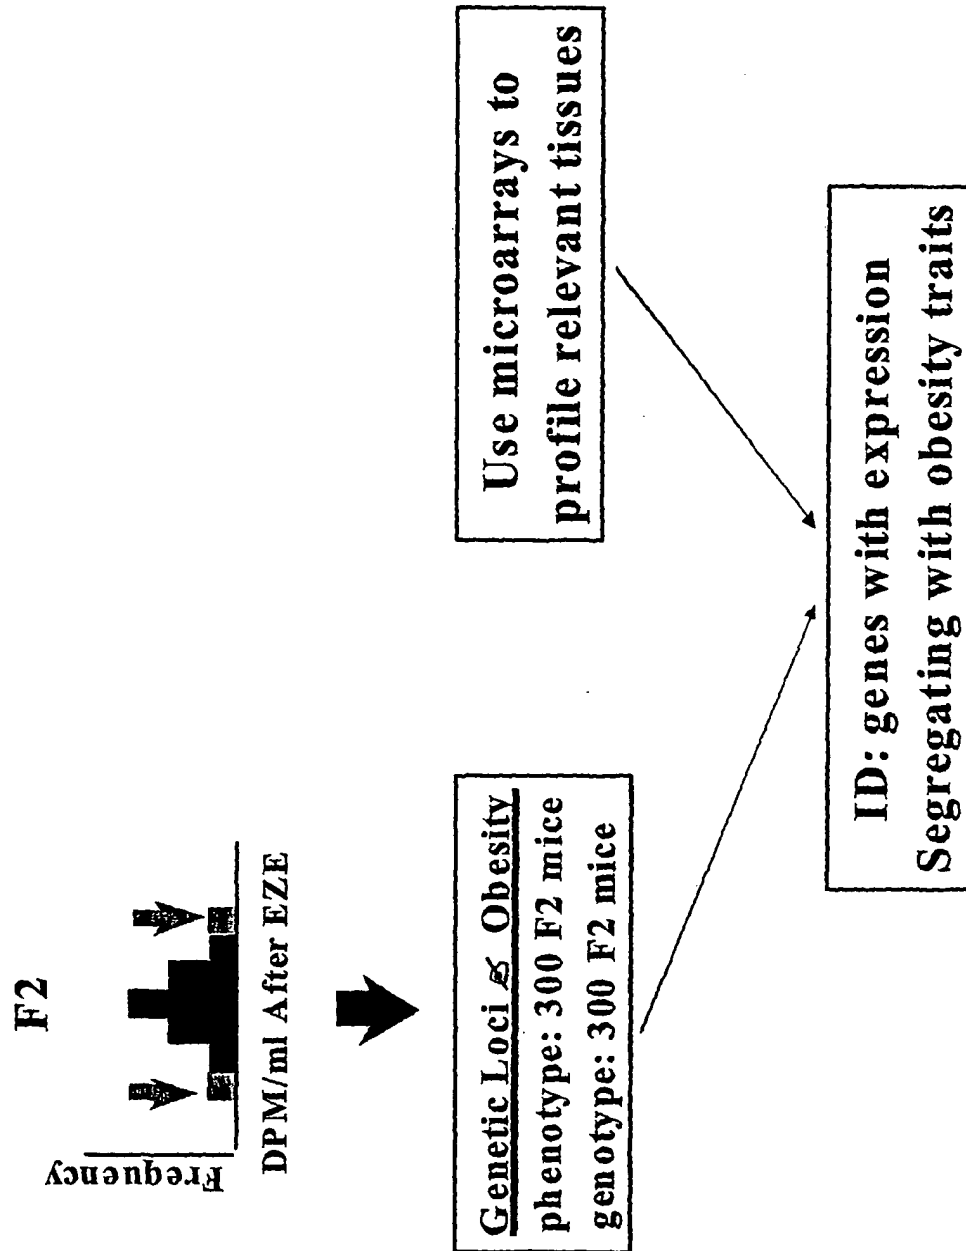 F2
Frequency
DPM/ml After EZE
Genetic Loci Obesity
phenotype: 300 F2 mice
genotype: 300 F2 mice
Use microarrays to
profile relevant tissues
ID: genes with expression
Segregating with obesity traits